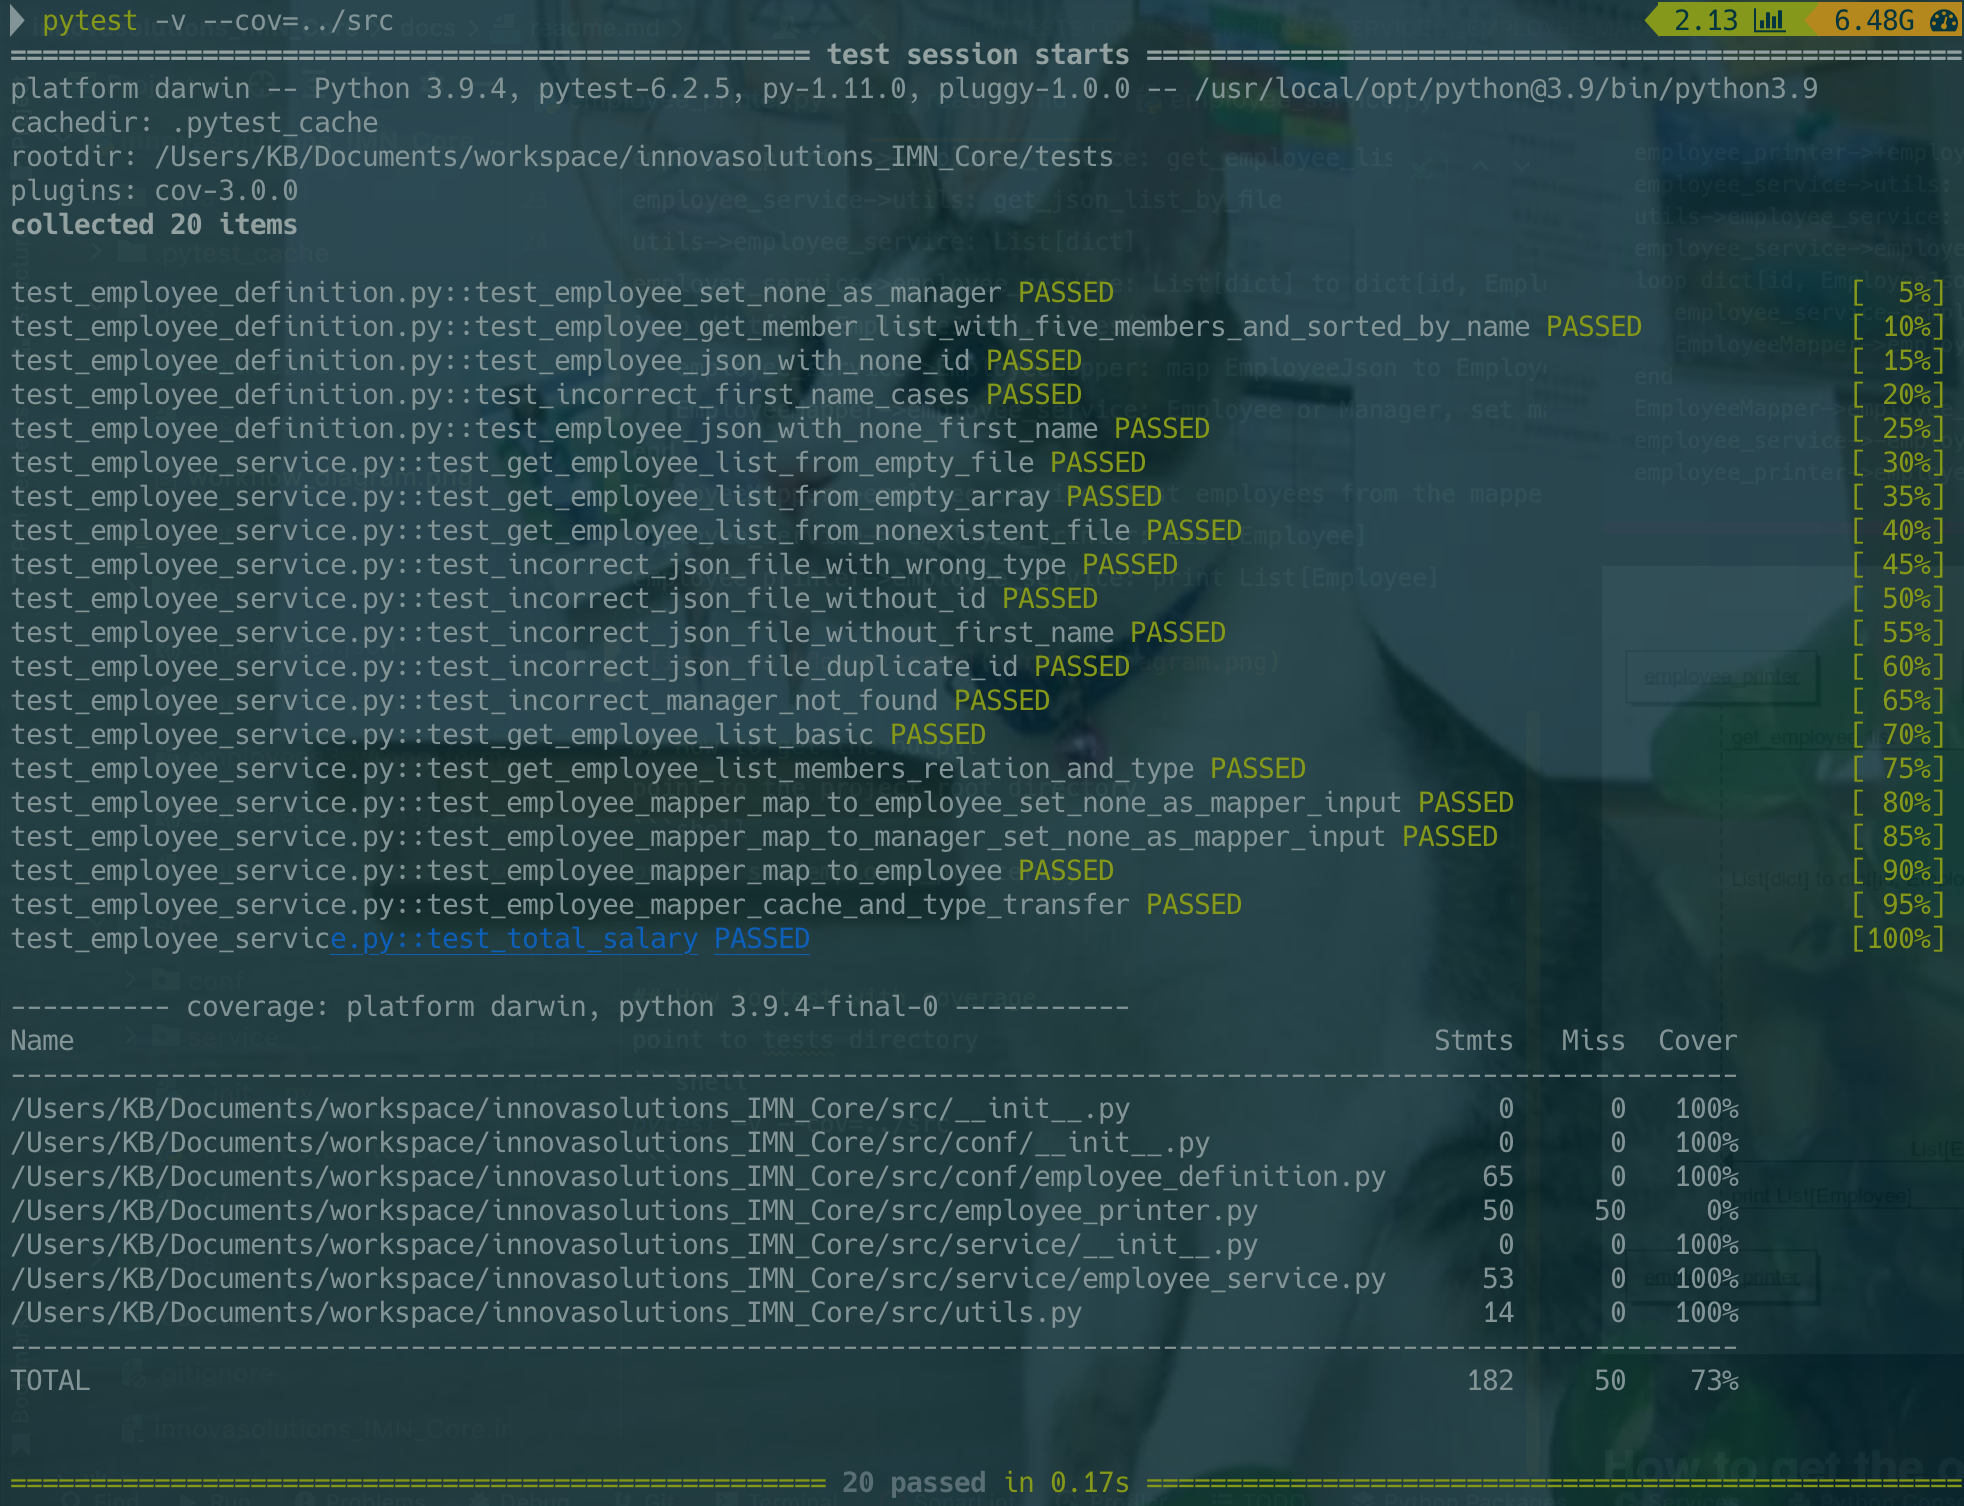 pytest -v --cov=../src 2.13 6.48G
================================================== test session starts ===================================================
platform darwin -- Python 3.9.4, pytest-6.2.5, py-1.11.0, pluggy-1.0.0 -- /usr/local/opt/python@3.9/bin/python3.9
cachedir: .pytest_cache
rootdir: /Users/KB/Documents/workspace/innovasolutions_IMN_Core/tests
plugins: cov-3.0.0
collected 20 items
test_employee_definition.py::test_employee_set_none_as_manager PASSED [  5%]
test_employee_definition.py::test_employee_get_member_list_with_five_members_and_sorted_by_name PASSED [ 10%]
test_employee_definition.py::test_employee_json_with_none_id PASSED [ 15%]
test_employee_definition.py::test_incorrect_first_name_cases PASSED [ 20%]
test_employee_definition.py::test_employee_json_with_none_first_name PASSED [ 25%]
test_employee_service.py::test_get_employee_list_from_empty_file PASSED [ 30%]
test_employee_service.py::test_get_employee_list_from_empty_array PASSED [ 35%]
test_employee_service.py::test_get_employee_list_from_nonexistent_file PASSED [ 40%]
test_employee_service.py::test_incorrect_json_file_with_wrong_type PASSED [ 45%]
test_employee_service.py::test_incorrect_json_file_without_id PASSED [ 50%]
test_employee_service.py::test_incorrect_json_file_without_first_name PASSED [ 55%]
test_employee_service.py::test_incorrect_json_file_duplicate_id PASSED [ 60%]
test_employee_service.py::test_incorrect_manager_not_found PASSED [ 65%]
test_employee_service.py::test_get_employee_list_basic PASSED [ 70%]
test_employee_service.py::test_get_employee_list_members_relation_and_type PASSED [ 75%]
test_employee_service.py::test_employee_mapper_map_to_employee_set_none_as_mapper_input PASSED [ 80%]
test_employee_service.py::test_employee_mapper_map_to_manager_set_none_as_mapper_input PASSED [ 85%]
test_employee_service.py::test_employee_mapper_map_to_employee PASSED [ 90%]
test_employee_service.py::test_employee_mapper_cache_and_type_transfer PASSED [ 95%]
test_employee_service.py::test_total_salary PASSED [100%]
---------- coverage: platform darwin, python 3.9.4-final-0 -----------
Name Stmts Miss Cover
------------------------------------------------------------------------------------------------------------
/Users/KB/Documents/workspace/innovasolutions_IMN_Core/src/__init__.py 0 0 100%
/Users/KB/Documents/workspace/innovasolutions_IMN_Core/src/conf/__init__.py 0 0 100%
/Users/KB/Documents/workspace/innovasolutions_IMN_Core/src/conf/employee_definition.py 65 0 100%
/Users/KB/Documents/workspace/innovasolutions_IMN_Core/src/employee_printer.py 50 50 0%
/Users/KB/Documents/workspace/innovasolutions_IMN_Core/src/service/__init__.py 0 0 100%
/Users/KB/Documents/workspace/innovasolutions_IMN_Core/src/service/employee_service.py 53 0 100%
/Users/KB/Documents/workspace/innovasolutions_IMN_Core/src/utils.py 14 0 100%
------------------------------------------------------------------------------------------------------------
TOTAL 182 50 73%
=================================================== 20 passed in 0.17s ===================================================